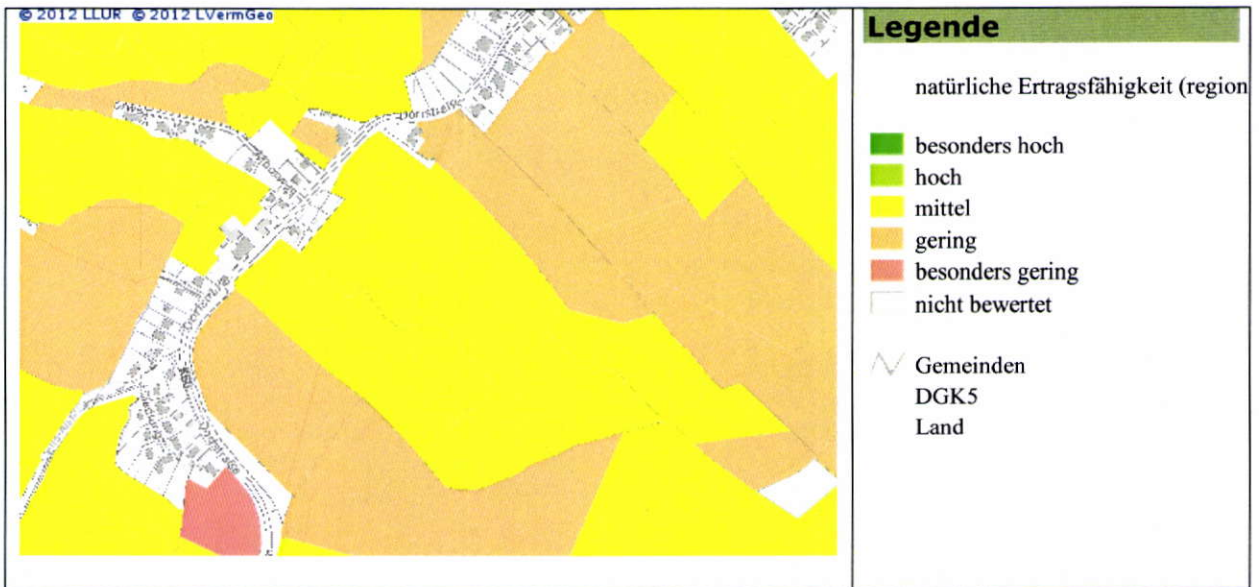 © 2012 LLUR © 2012 LVermGeo
Legende
natürliche Ertragsfähigkeit (region
besonders hoch
hoch
mittel
gering
besonders gering
nicht bewertet
Gemeinden
DGK5
Land
Dorfstraße